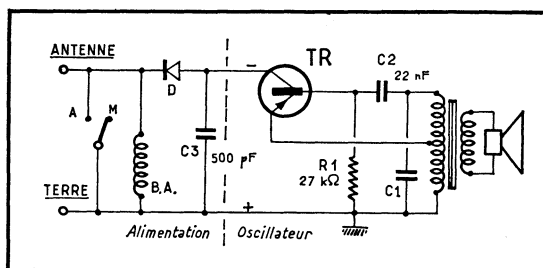 ANTENNE
A
M
B.A.
TERRE
D
C3
500 pF
Alimentation
−
+
TR
C2
22 nF
R1
27 kΩ
C1
Oscillateur